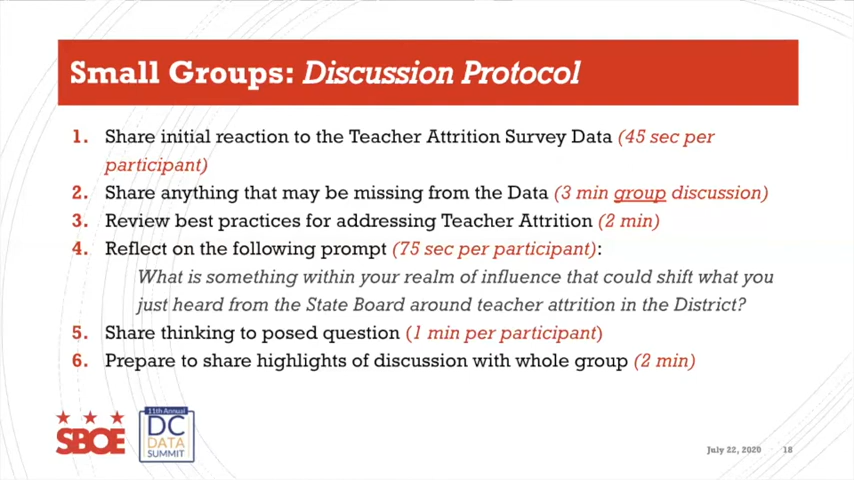 Small Groups: Discussion Protocol
1. Share initial reaction to the Teacher Attrition Survey Data (45 sec per
participant)
2. Share anything that may be missing from the Data (3 min group discussion)
3. Review best practices for addressing Teacher Attrition (2 min)
4. Reflect on the following prompt (75 sec per participant):
What is something within your realm of influence that could shift what you
just heard from the State Board around teacher attrition in the District?
5. Share thinking to posed question (1 min per participant)
6. Prepare to share highlights of discussion with whole group (2 min)
SBOE
11th Annual
DC
DATA
SUMMIT
July 22, 2020 18